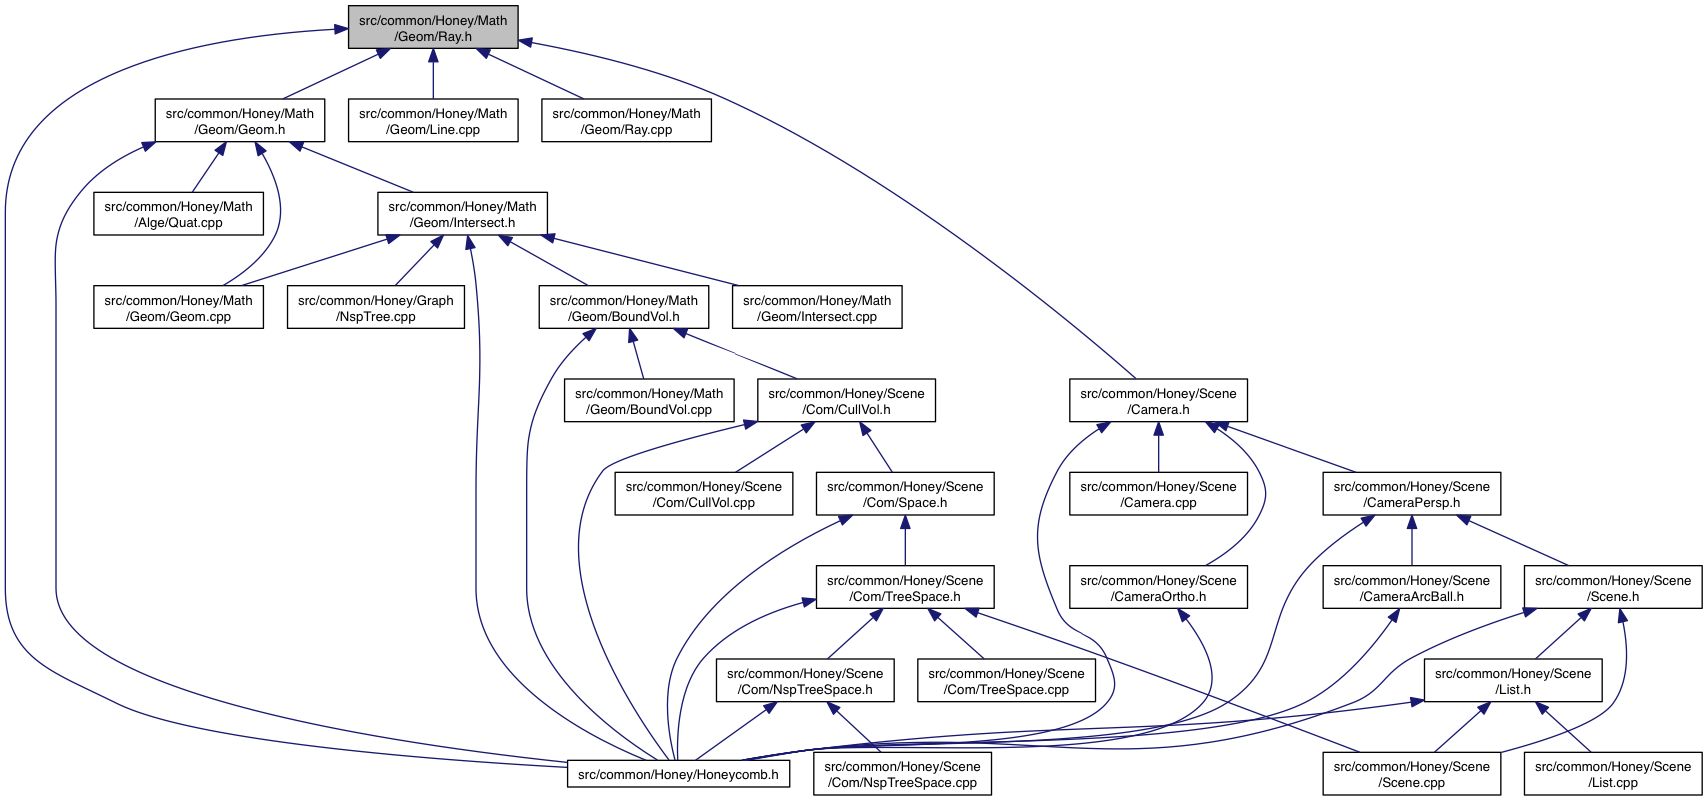 src/common/Honey/Math
/Geom/Ray.h
src/common/Honey/Math
/Geom/Geom.h
src/common/Honey/Math
/Geom/Line.cpp
src/common/Honey/Math
/Geom/Ray.cpp
src/common/Honey/Math
/Alge/Quat.cpp
src/common/Honey/Math
/Geom/Intersect.h
src/common/Honey/Math
/Geom/Geom.cpp
src/common/Honey/Graph
/NspTree.cpp
src/common/Honey/Math
/Geom/BoundVol.h
src/common/Honey/Math
/Geom/Intersect.cpp
src/common/Honey/Math
/Geom/BoundVol.cpp
src/common/Honey/Scene
/Com/CullVol.h
src/common/Honey/Scene
/Camera.h
src/common/Honey/Scene
/Com/CullVol.cpp
src/common/Honey/Scene
/Com/Space.h
src/common/Honey/Scene
/Camera.cpp
src/common/Honey/Scene
/CameraPersp.h
src/common/Honey/Scene
/Com/TreeSpace.h
src/common/Honey/Scene
/CameraOrtho.h
src/common/Honey/Scene
/CameraArcBall.h
src/common/Honey/Scene
/Scene.h
src/common/Honey/Scene
/Com/NspTreeSpace.h
src/common/Honey/Scene
/Com/TreeSpace.cpp
src/common/Honey/Scene
/List.h
src/common/Honey/Honeycomb.h
src/common/Honey/Scene
/Com/NspTreeSpace.cpp
src/common/Honey/Scene
/Scene.cpp
src/common/Honey/Scene
/List.cpp